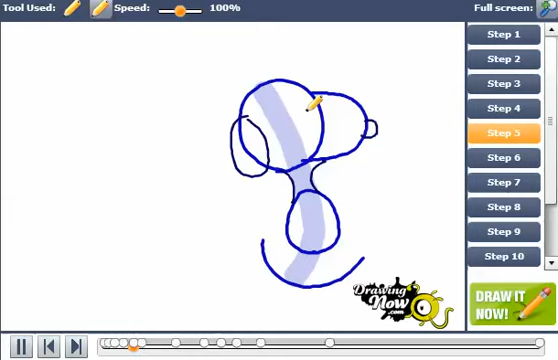 Tool Used:
Speed:
100%
Full screen:
Step 1
Step 2
Step 3
Step 4
Step 5
Step 6
Step 7
Step 8
Step 9
Step 10
Drawing
Now.com
DRAW IT
NOW!